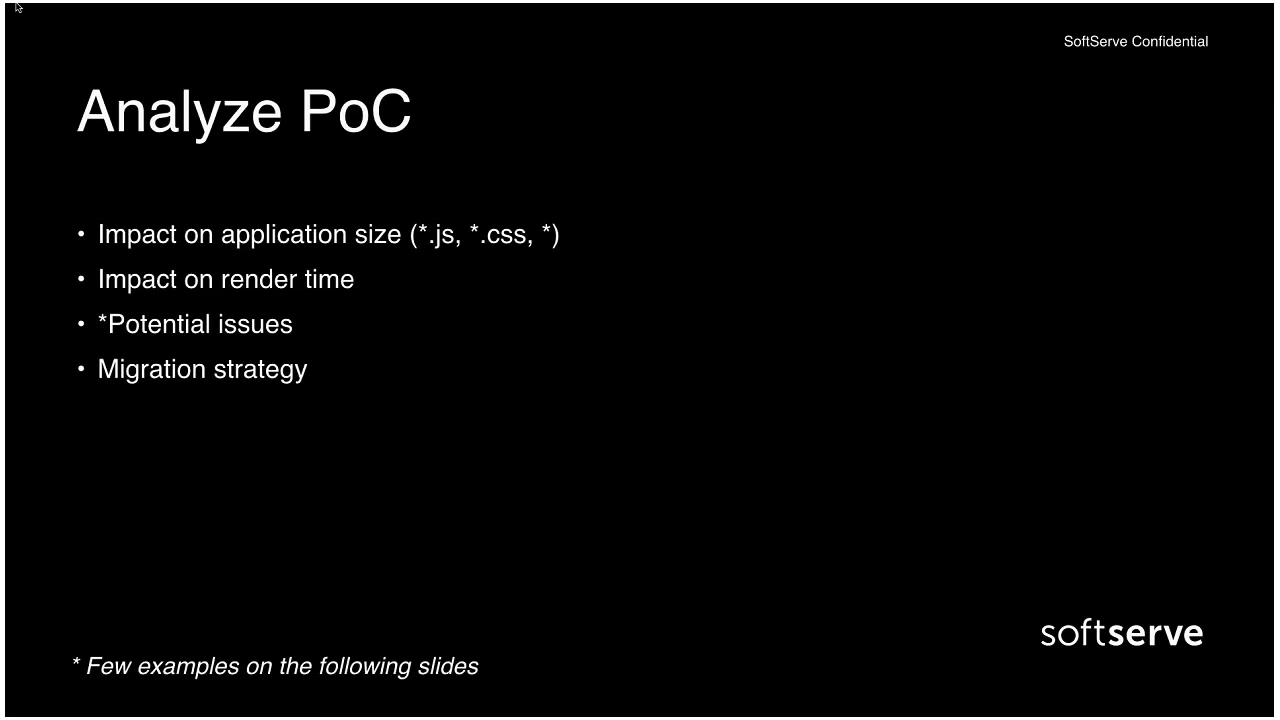 SoftServe Confidential
Analyze PoC
• Impact on application size (*.js, *.css, *)
• Impact on render time
• *Potential issues
• Migration strategy
softserve
* Few examples on the following slides